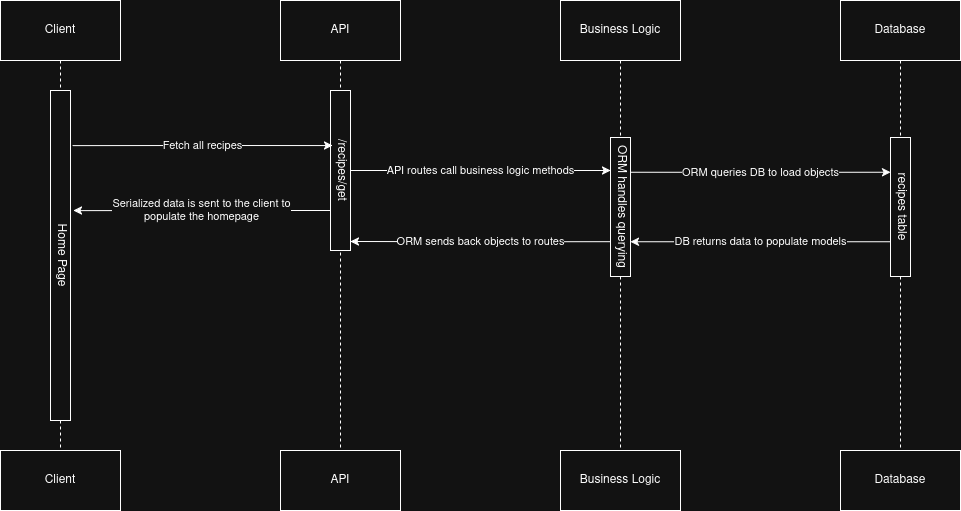 Client
API
Business Logic
Database
Fetch all recipes
/recipes/get
API routes call business logic methods
ORM handles querying
ORM queries DB to load objects
recipes table
Serialized data is sent to the client to
populate the homepage
Home Page
ORM sends back objects to routes
DB returns data to populate models
Client
API
Business Logic
Database